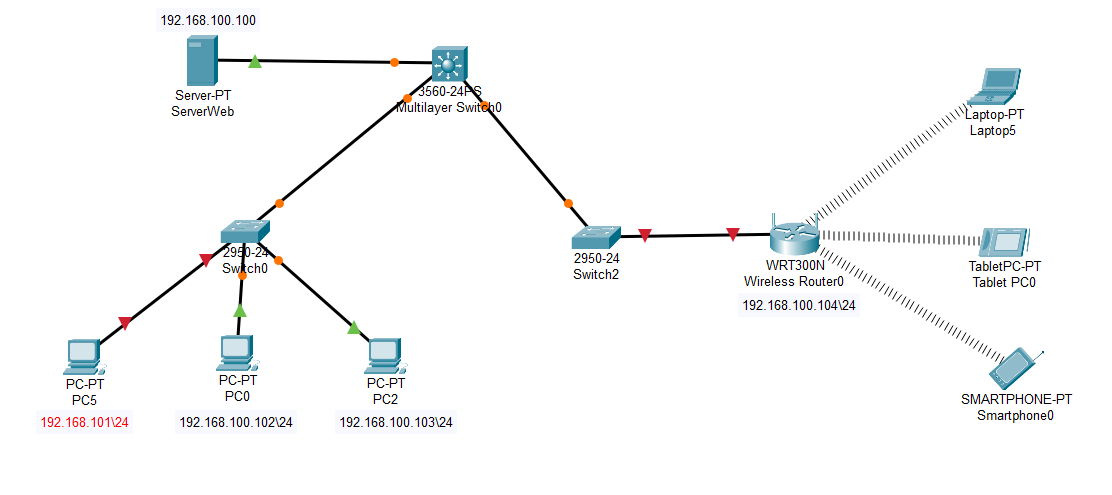 192.168.100.100
Server-PT
ServerWeb
3560-24PS
Multilayer Switch0
Laptop-PT
Laptop5
2950-24
Switch0
2950-24
Switch2
WRT300N
Wireless Router0
192.168.100.104\24
TabletPC-PT
Tablet PC0
PC-PT
PC5
192.168.101\24
PC-PT
PC0
192.168.100.102\24
PC-PT
PC2
192.168.100.103\24
SMARTPHONE-PT
Smartphone0